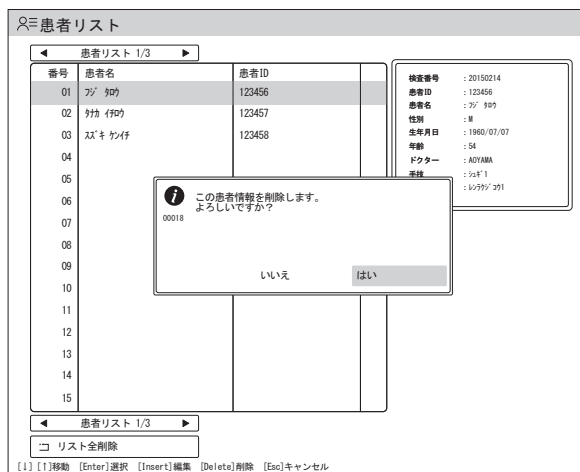 患者リスト
患者リスト 1/3
番号 患者名 患者ID
01 フジ゛ タロウ 123456
02 タナカ イチロウ 123457
03 スズキ ケンイチ 123458
04
05
06
07
08
09
10
11
12
13
14
15
患者リスト 1/3
リスト全削除
[↓][↑]移動 [Enter]選択 [Insert]編集 [Delete]削除 [Esc]キャンセル
検査番号 : 20150214
患者ID : 123456
患者名 : フジ゛ タロウ
性別 : M
生年月日 : 1960/07/07
年齢 : 54
ドクター : AOYAMA
手技 : シュギ1
: レンラクジコウ1
この患者情報を削除します。
よろしいですか?
00018
いいえ はい